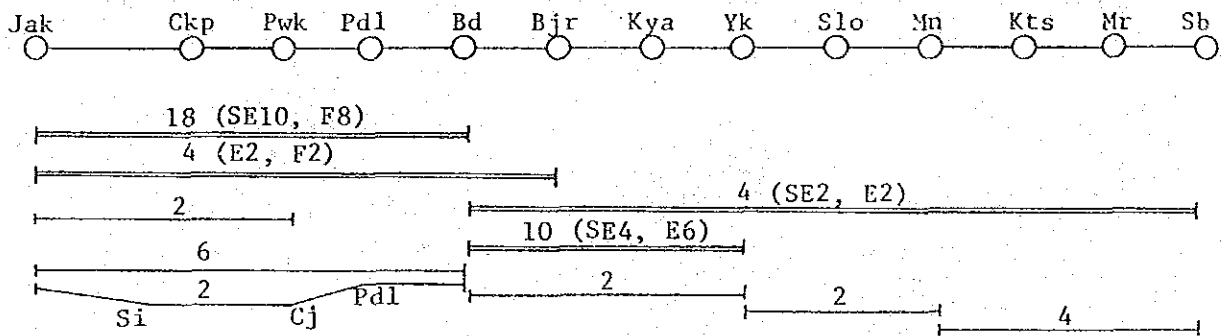 Jak Ckp Pwk Pdl Bd Bjr Kya Yk Slo Mn Kts Mr Sb
18 (SE10, F8)
4 (E2, F2)
4 (SE2, E2)
2
10 (SE4, E6)
6
2
2
Pdl
2
Si
Cj
4